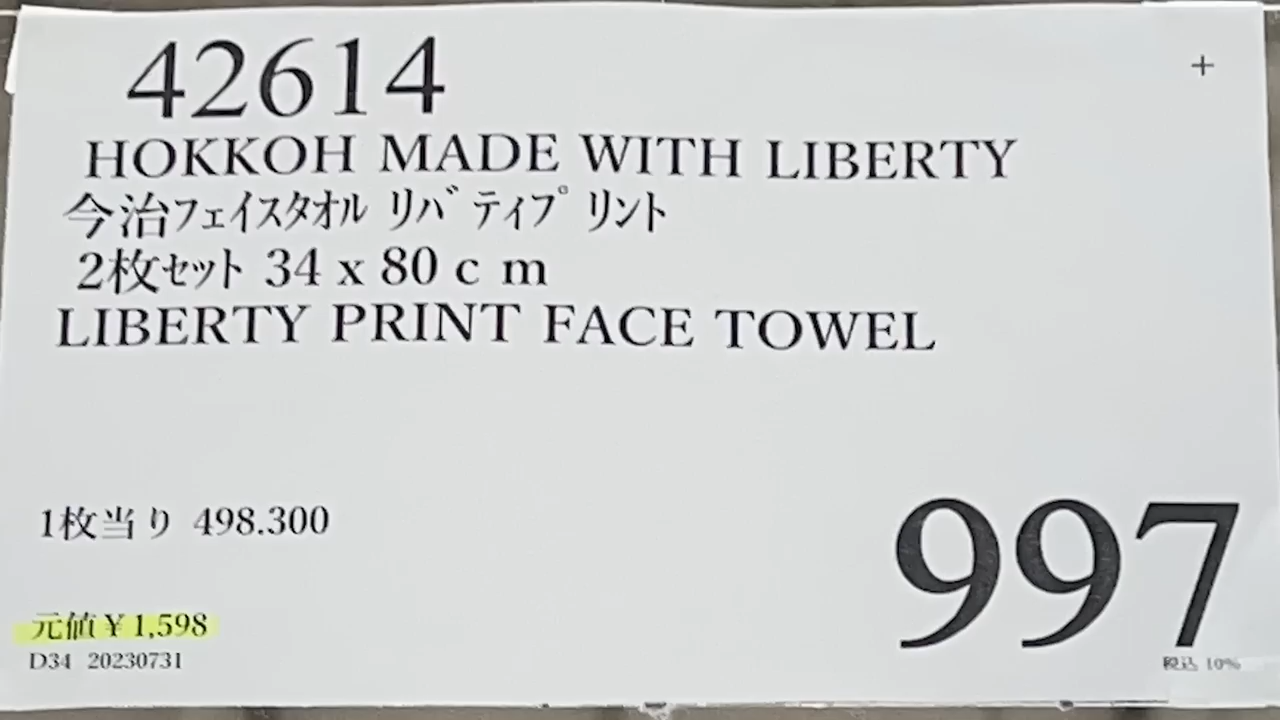 42614
+
HOKKOH MADE WITH LIBERTY
今治フェイスタオル リバティプリント
2枚セット 34 x 80 c m
LIBERTY PRINT FACE TOWEL
1枚当り 498.300
997
元値¥1,598
D34 20230731
税込 10%